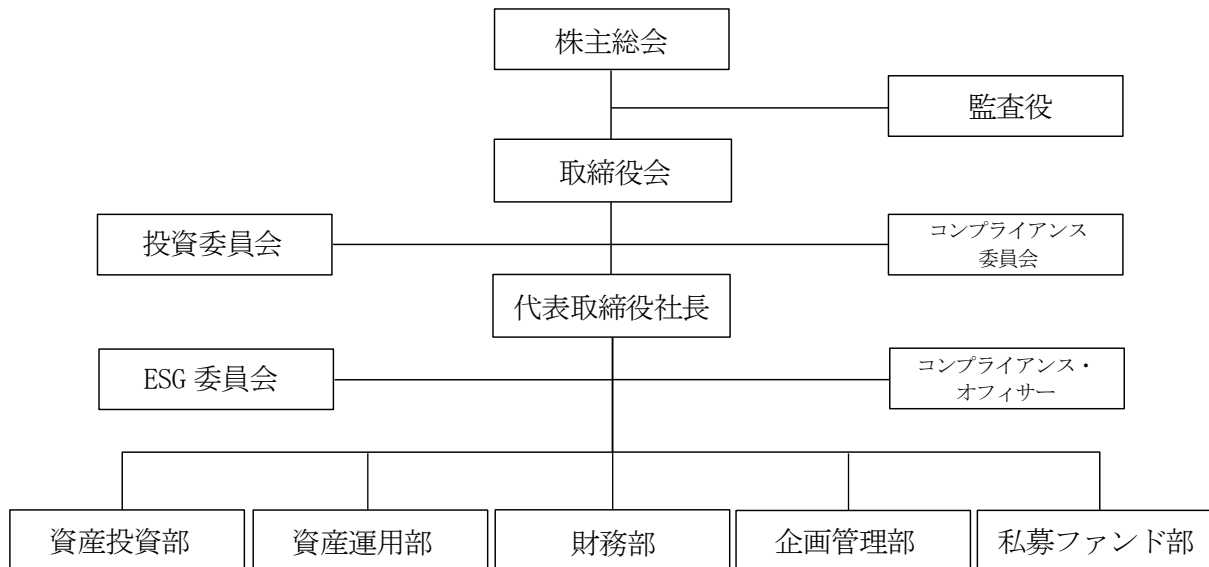 株主総会
監査役
取締役会
投資委員会
コンプライアンス
委員会
代表取締役社長
ESG 委員会
コンプライアンス・
オフィサー
資産投資部
資産運用部
財務部
企画管理部
私募ファンド部